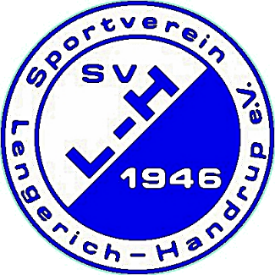 Sportverein e.V.
Lengerich-Handrup
SV
L-H
1946